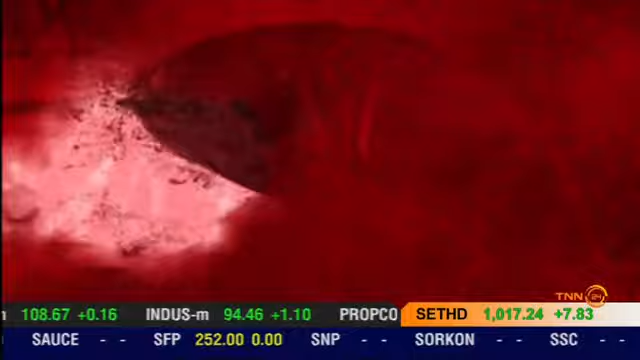 TNN 24
m 108.67 +0.16 INDUS-m 94.46 +1.10 PROPCO SETHD 1,017.24 +7.83
SAUCE - - SFP 252.00 0.00 SNP - - SORKON - - SSC - -